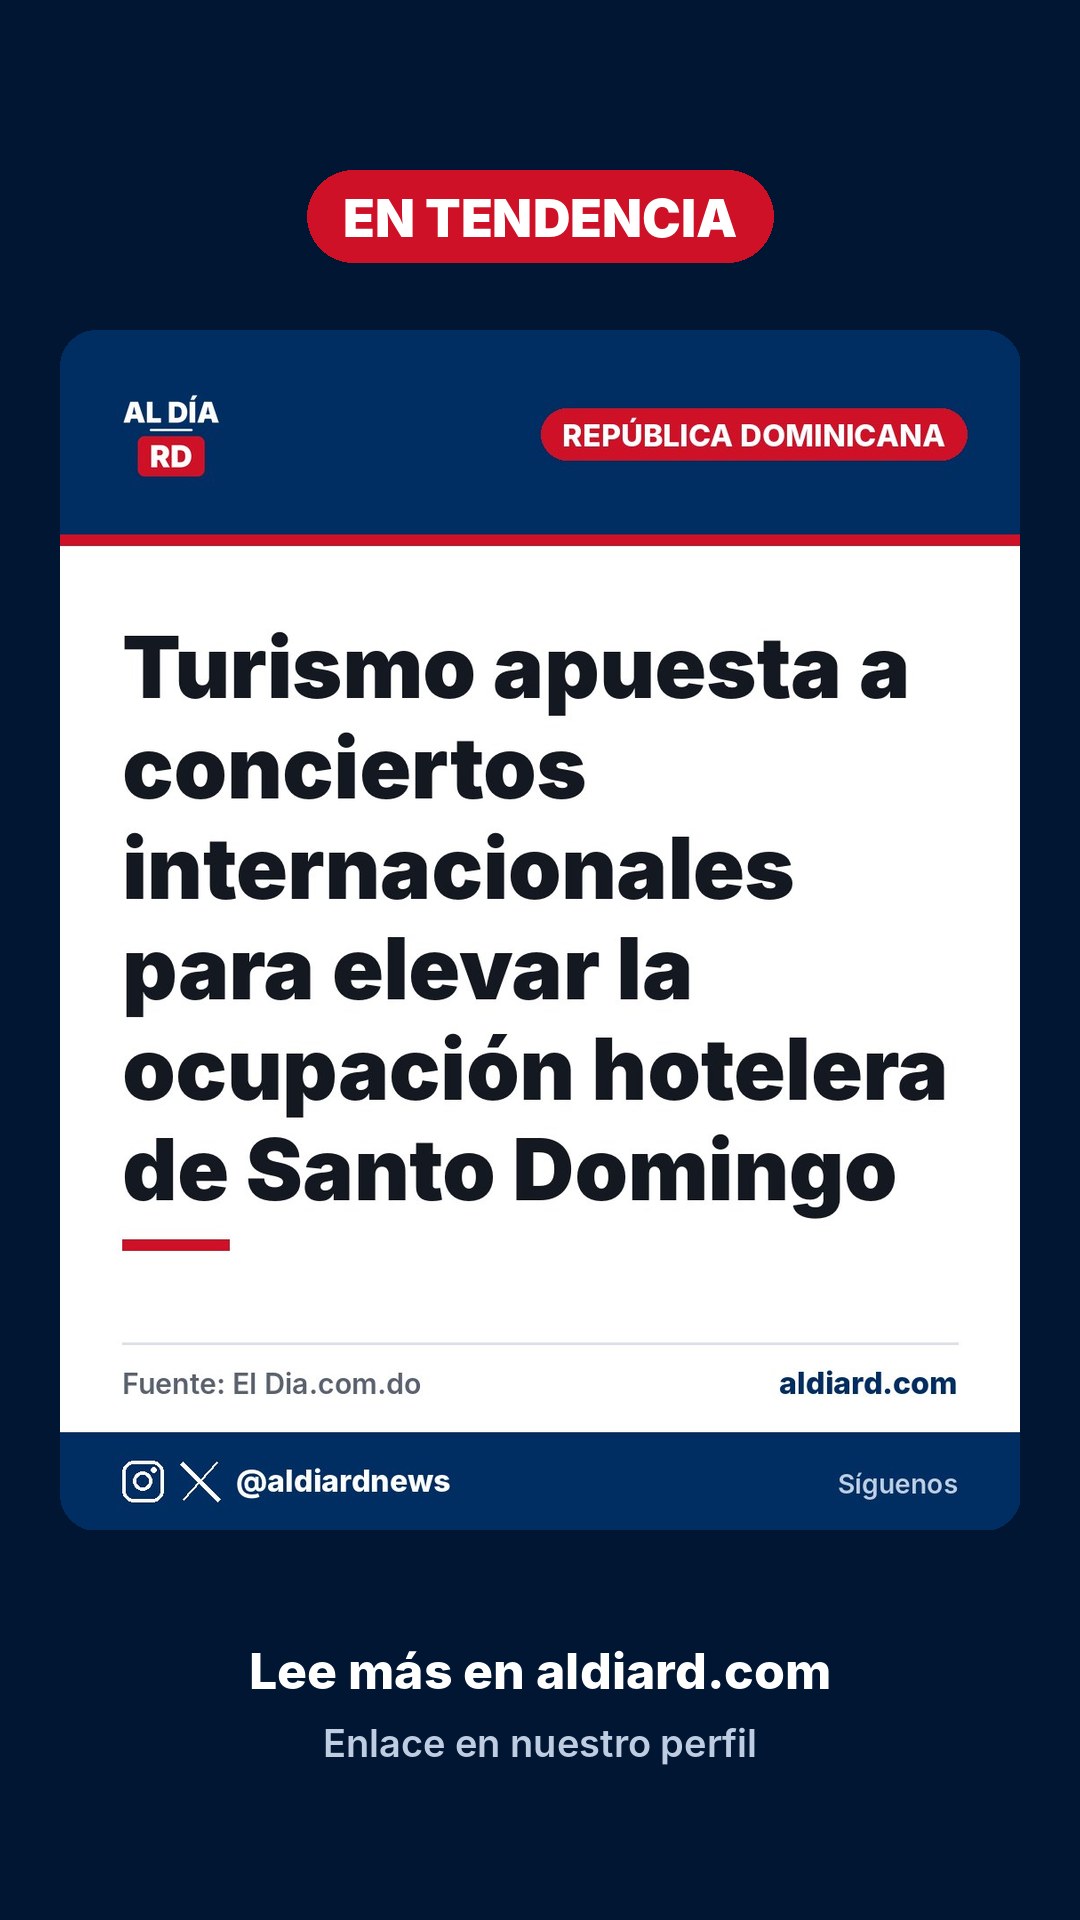 EN TENDENCIA
AL DÍA
RD
REPÚBLICA DOMINICANA
Turismo apuesta a
conciertos
internacionales
para elevar la
ocupación hotelera
de Santo Domingo
Fuente: El Dia.com.do
aldiard.com
@aldiardnews
Síguenos
Lee más en aldiard.com
Enlace en nuestro perfil